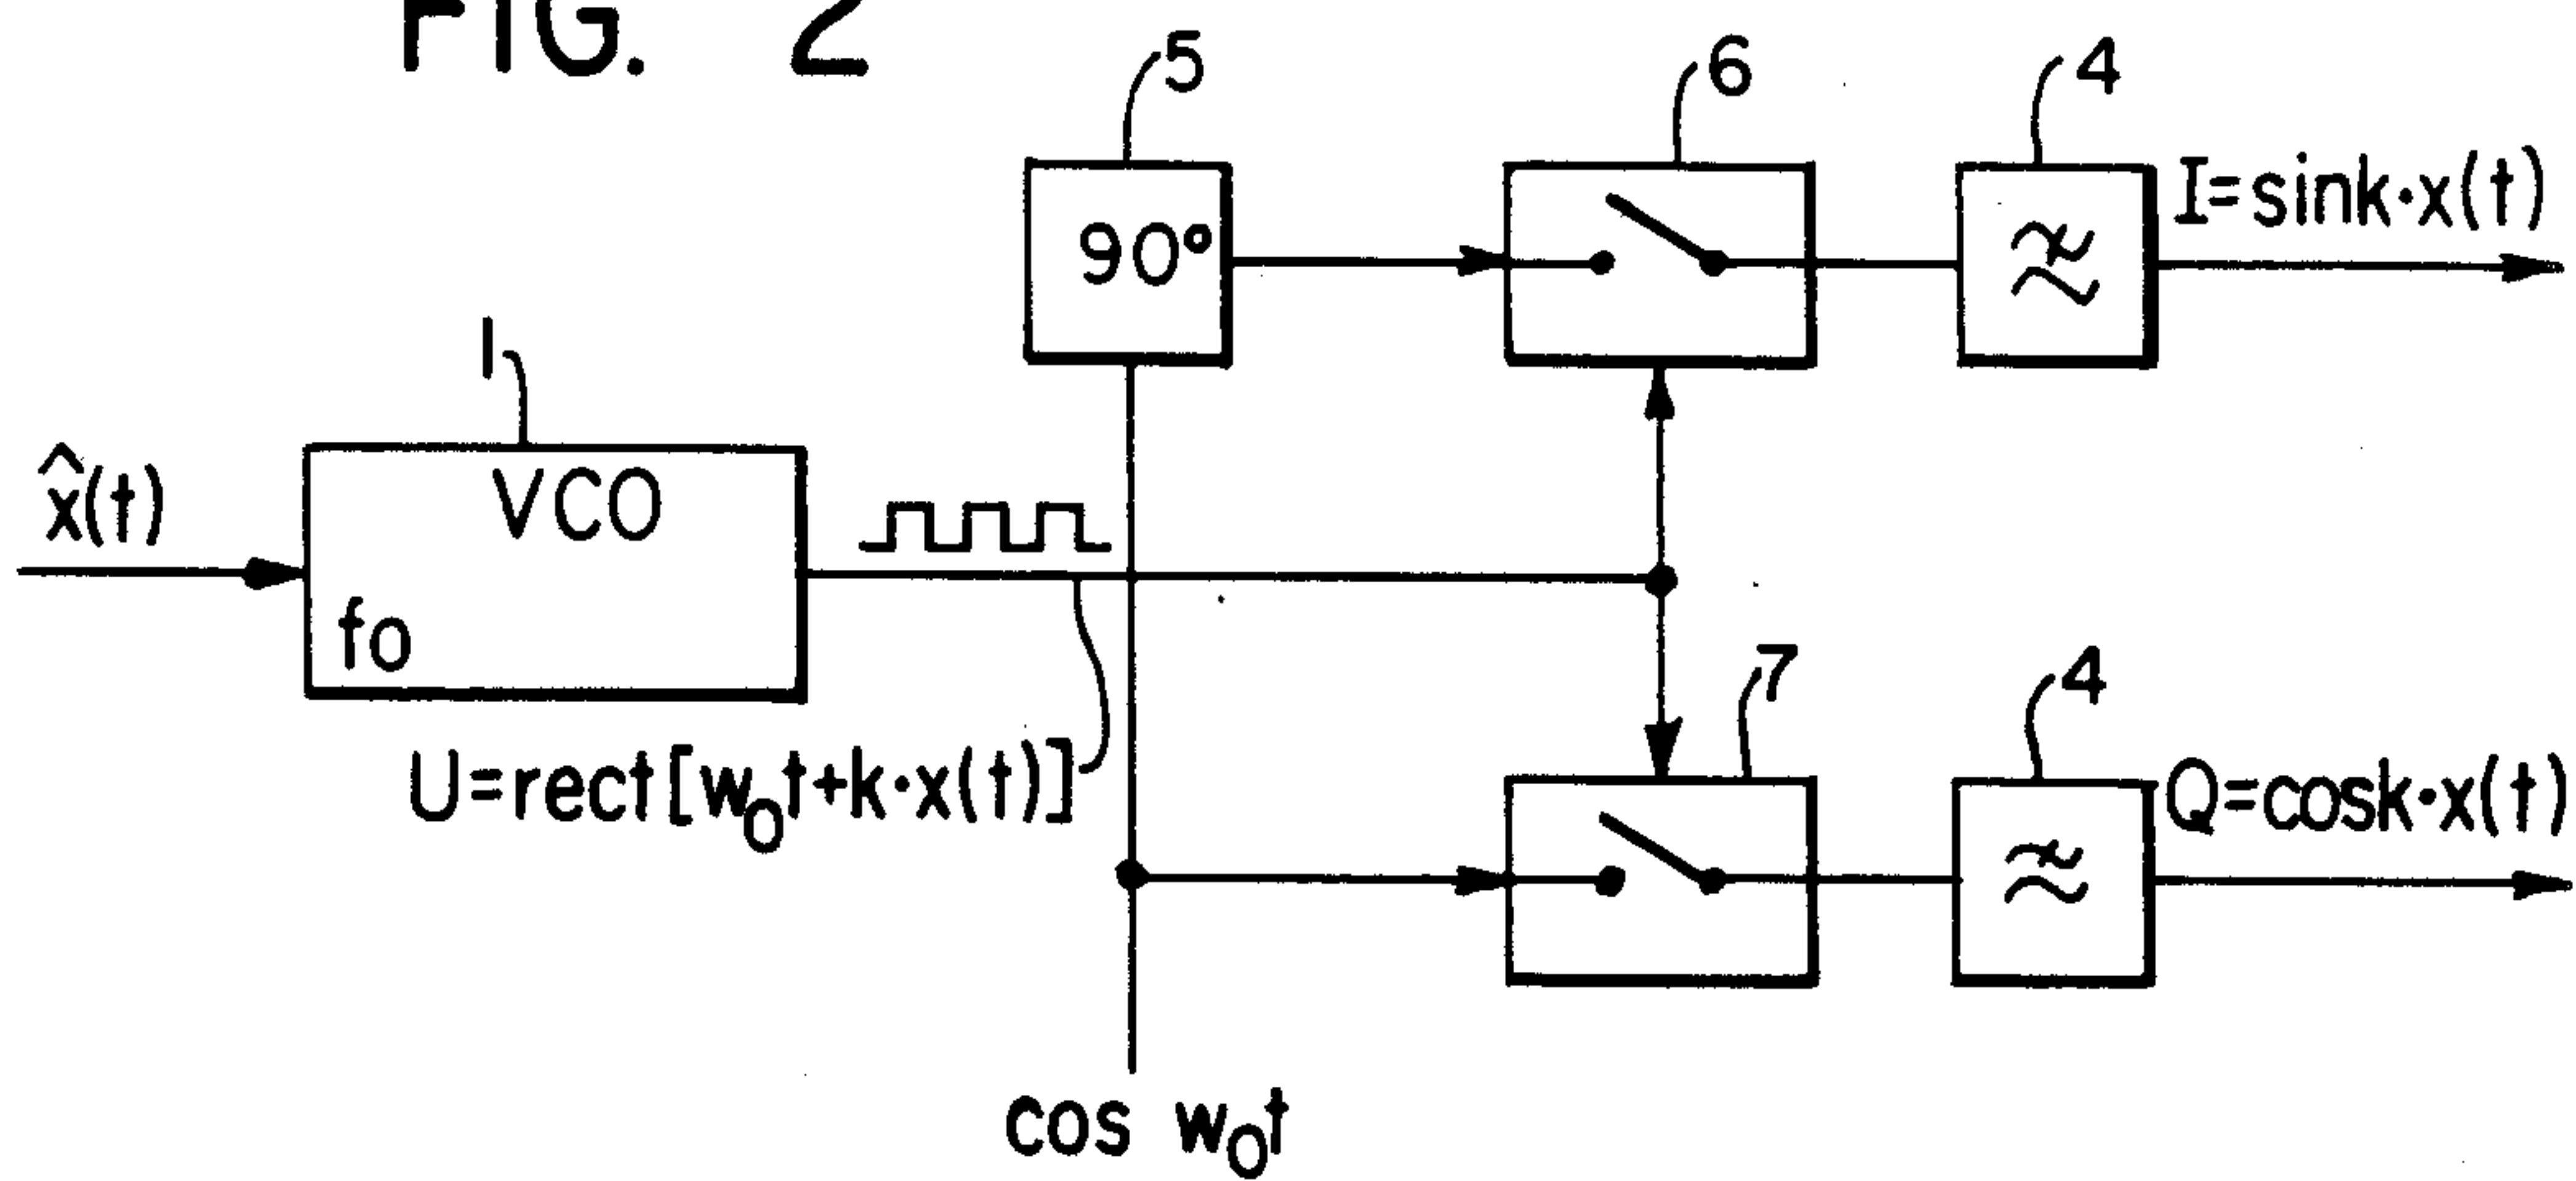 FIG. 2
5
6
4
90°
I=sink·x(t)
1
x̂(t)
VCO
fo
7
4
U=rect[w₀t+k·x(t)]
Q=cosk·x(t)
cos w₀t